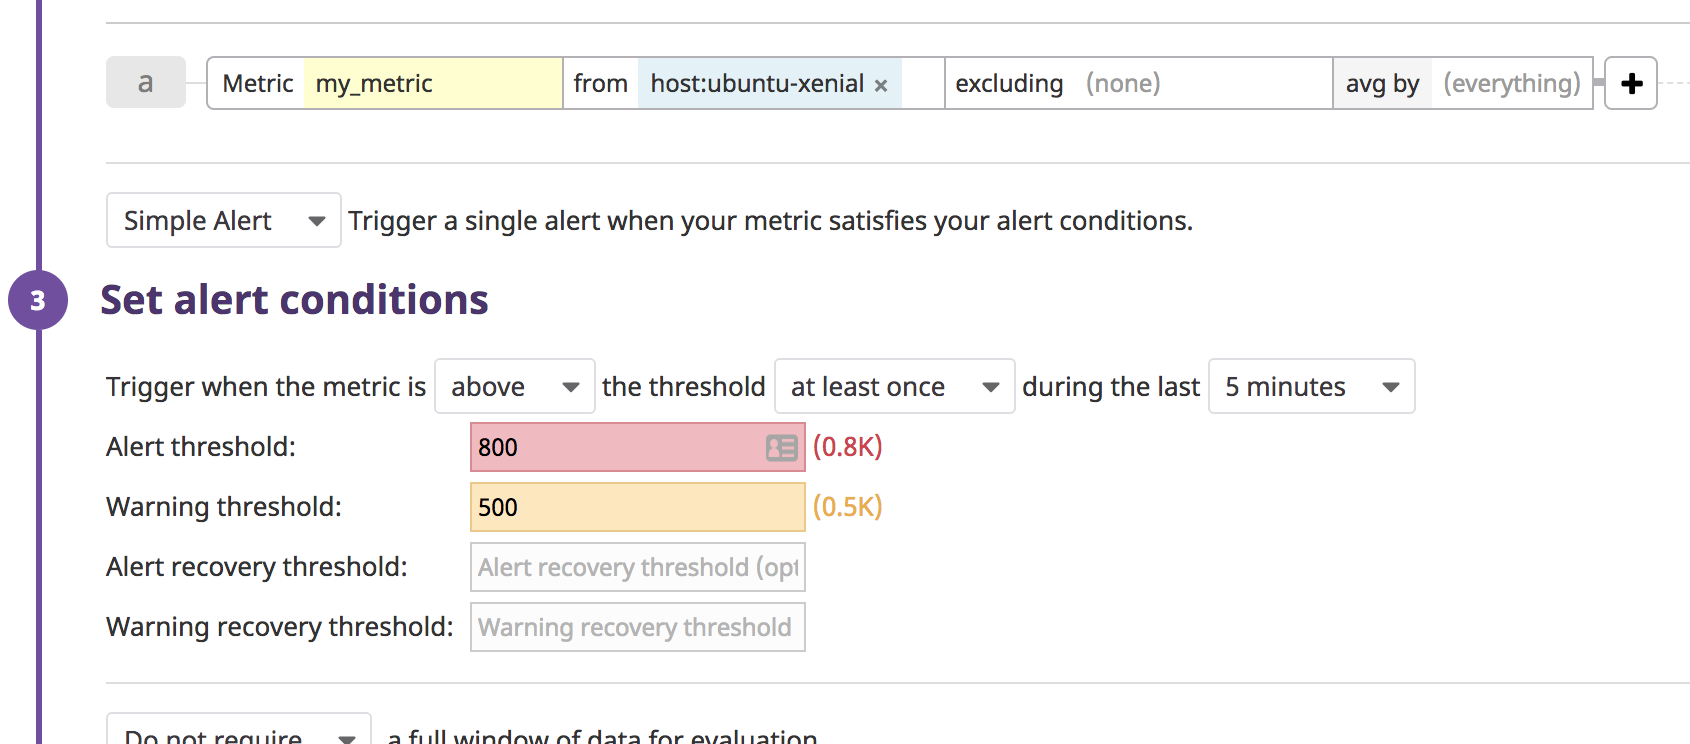 a Metric my_metric from host:ubuntu-xenial × excluding (none) avg by (everything) +
Simple Alert Trigger a single alert when your metric satisfies your alert conditions.
3 Set alert conditions
Trigger when the metric is above the threshold at least once during the last 5 minutes
Alert threshold: 800 (0.8K)
Warning threshold: 500 (0.5K)
Alert recovery threshold: Alert recovery threshold (opt
Warning recovery threshold: Warning recovery threshold
Do not require a full window of data for evaluation